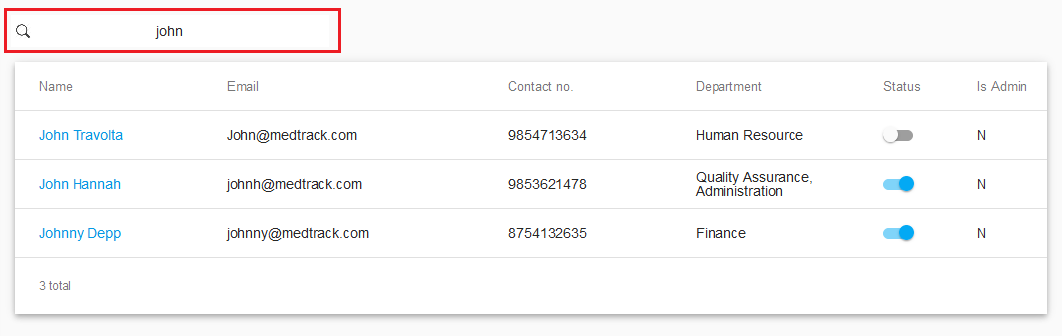 john
Name Email Contact no. Department Status Is Admin
John Travolta John@medtrack.com 9854713634 Human Resource N
John Hannah johnh@medtrack.com 9853621478 Quality Assurance, N
Administration
Johnny Depp johnny@medtrack.com 8754132635 Finance N
3 total